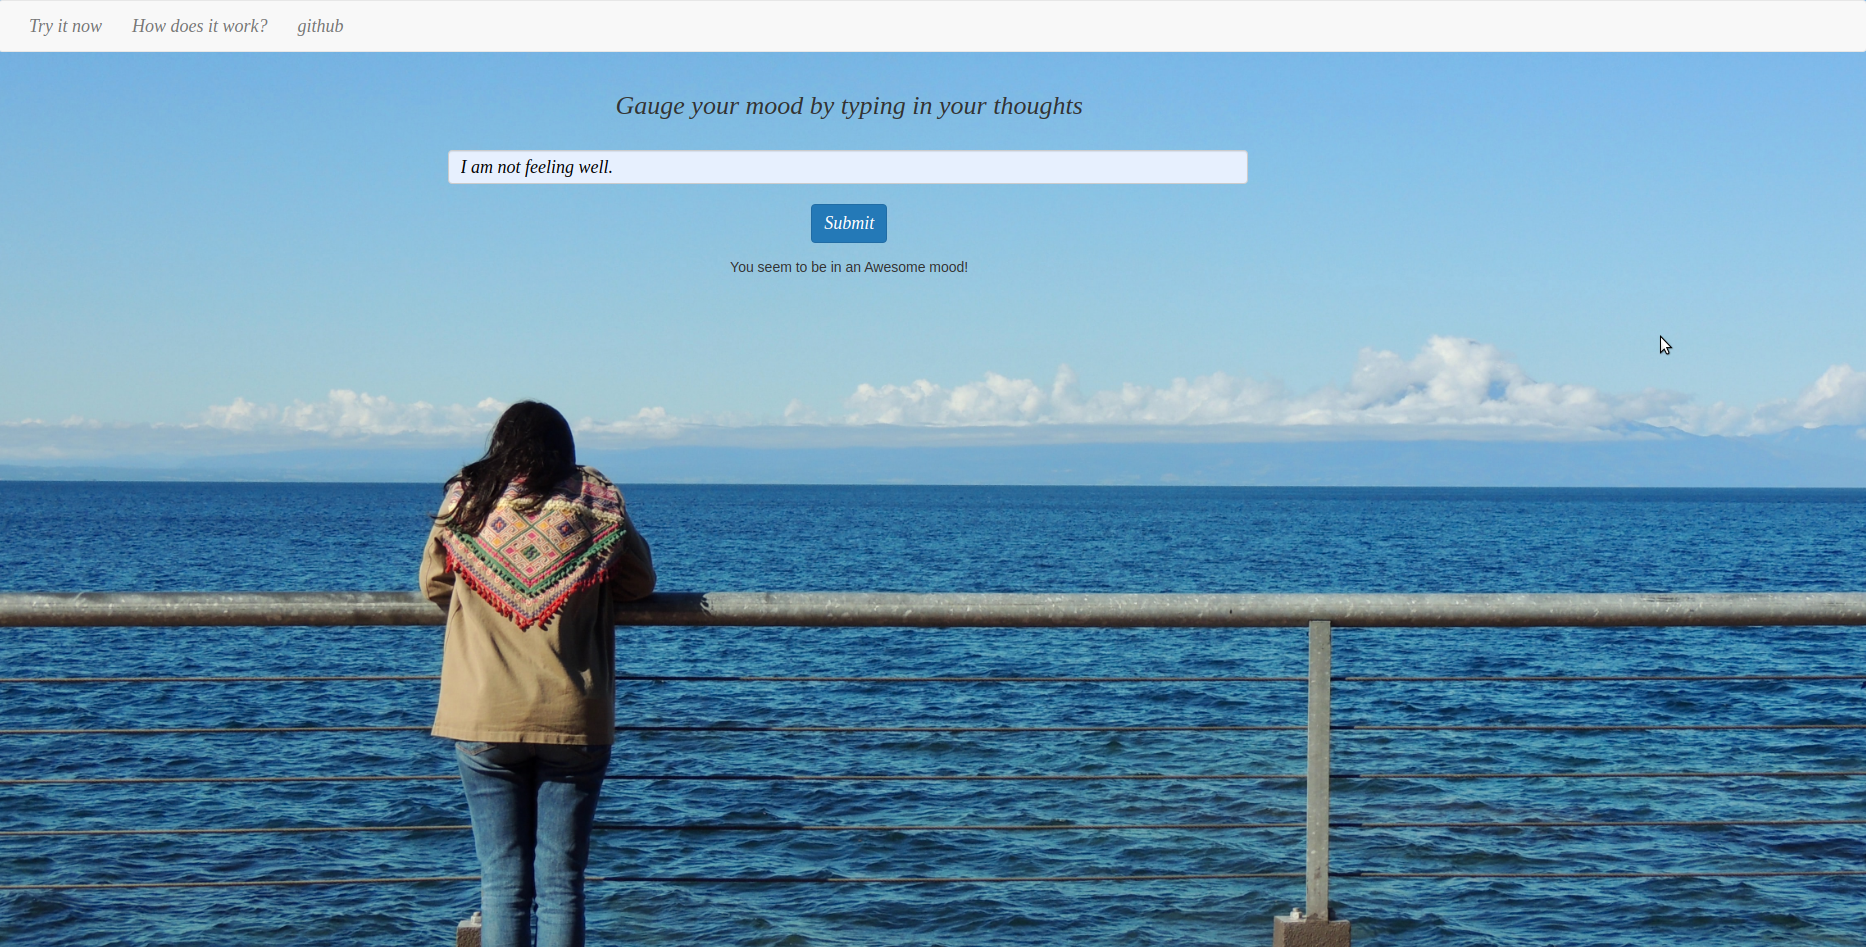 Try it now How does it work? github
Gauge your mood by typing in your thoughts
I am not feeling well.
Submit
You seem to be in an Awesome mood!